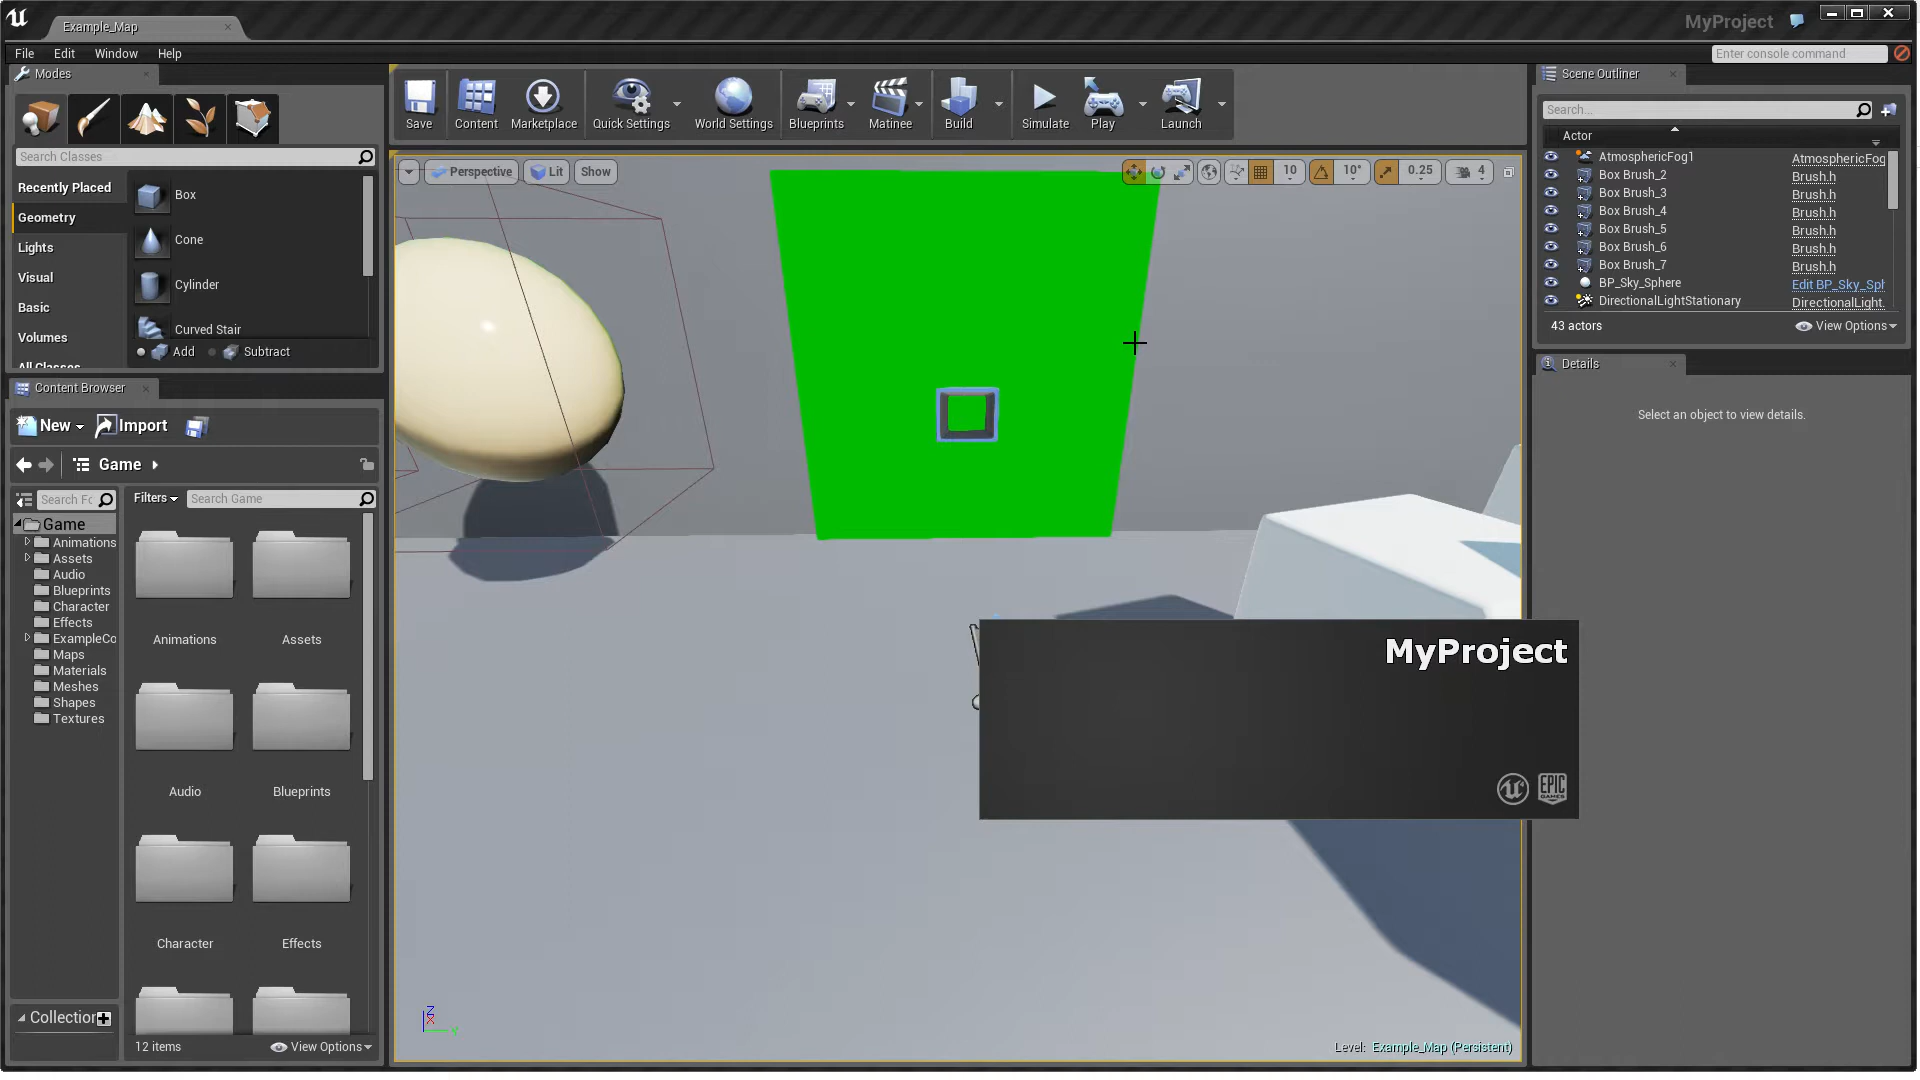 Example_Map
MyProject
File Edit Window Help
Enter console command
Modes
Search Classes
Recently Placed
Geometry
Lights
Visual
Basic
Volumes
All Classes
Box
Cone
Cylinder
Curved Stair
Add Subtract
Save Content Marketplace Quick Settings World Settings Blueprints Matinee Build Simulate Play Launch
Perspective Lit Show
10 10° 0.25 4
Scene Outliner
Search...
Actor
AtmosphericFog1 AtmosphericFog
Box Brush_2 Brush.h
Box Brush_3 Brush.h
Box Brush_4 Brush.h
Box Brush_5 Brush.h
Box Brush_6 Brush.h
Box Brush_7 Brush.h
BP_Sky_Sphere Edit BP_Sky_Sph
DirectionalLightStationary DirectionalLight.
43 actors View Options
Details
Select an object to view details.
Content Browser
New Import
Game
Search Fo
Filters Search Game
Game
Animations
Assets
Audio
Blueprints
Character
Effects
ExampleCo
Maps
Materials
Meshes
Shapes
Textures
Animations Assets
Audio Blueprints
Character Effects
Collection
12 items View Options
MyProject
EPIC
GAMES
Z
X
Y
Level: Example_Map (Persistent)